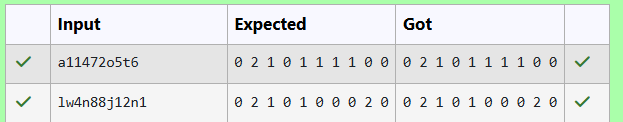 Input Expected Got
a11472o5t6 0 2 1 0 1 1 1 1 0 0 0 2 1 0 1 1 1 1 0 0
lw4n88j12n1 0 2 1 0 1 0 0 0 2 0 0 2 1 0 1 0 0 0 2 0